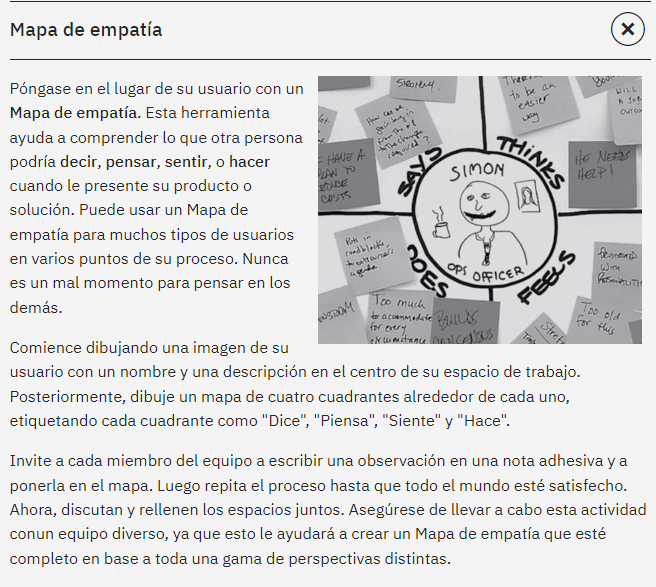 Mapa de empatía
Póngase en el lugar de su usuario con un
Mapa de empatía. Esta herramienta
ayuda a comprender lo que otra persona
podría decir, pensar, sentir, o hacer
cuando le presente su producto o
solución. Puede usar un Mapa de
empatía para muchos tipos de usuarios
en varios puntos de su proceso. Nunca
es un mal momento para pensar en los
demás.
STRONGLY.
to be an
easier
way
HAVE A
COSTS
SAYS
THINKS
HE NEEDS
HELP!
SIMON
OPS OFFICER
DOES
FEELS
Too much
to accommodate
for every
circumstance
Too old
for this
Comience dibujando una imagen de su
usuario con un nombre y una descripción en el centro de su espacio de trabajo.
Posteriormente, dibuje un mapa de cuatro cuadrantes alrededor de cada uno,
etiquetando cada cuadrante como "Dice", "Piensa", "Siente" y "Hace".
Invite a cada miembro del equipo a escribir una observación en una nota adhesiva y a
ponerla en el mapa. Luego repita el proceso hasta que todo el mundo esté satisfecho.
Ahora, discutan y rellenen los espacios juntos. Asegúrese de llevar a cabo esta actividad
conun equipo diverso, ya que esto le ayudará a crear un Mapa de empatía que esté
completo en base a toda una gama de perspectivas distintas.